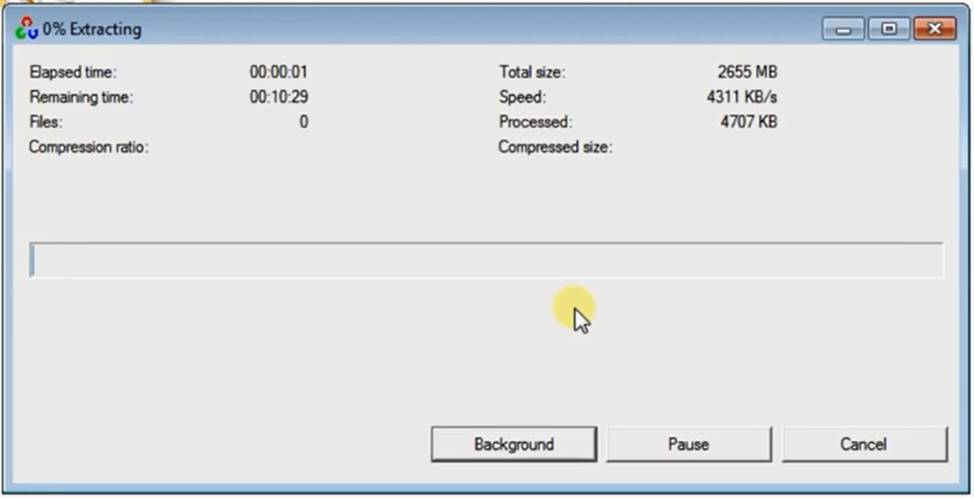 0% Extracting
Elapsed time: 00:00:01 Total size: 2655 MB
Remaining time: 00:10:29 Speed: 4311 KB/s
Files: 0 Processed: 4707 KB
Compression ratio: Compressed size:
Background Pause Cancel